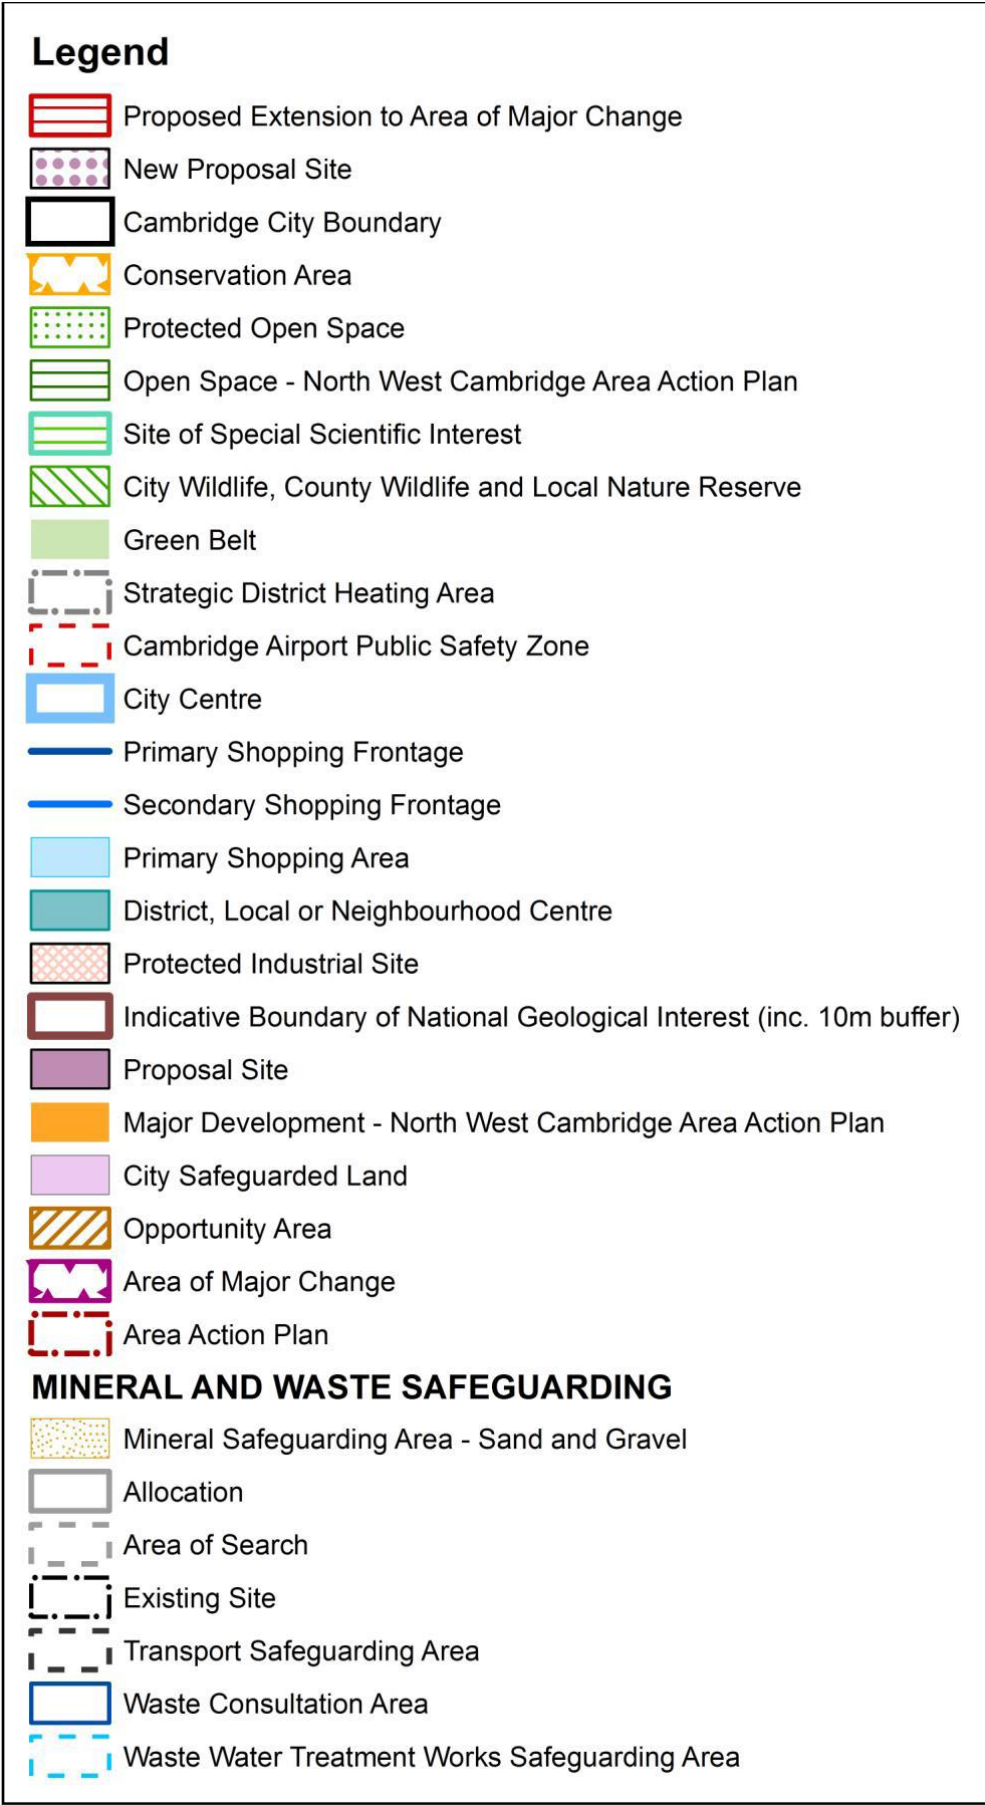 Legend
Proposed Extension to Area of Major Change
New Proposal Site
Cambridge City Boundary
Conservation Area
Protected Open Space
Open Space - North West Cambridge Area Action Plan
Site of Special Scientific Interest
City Wildlife, County Wildlife and Local Nature Reserve
Green Belt
Strategic District Heating Area
Cambridge Airport Public Safety Zone
City Centre
Primary Shopping Frontage
Secondary Shopping Frontage
Primary Shopping Area
District, Local or Neighbourhood Centre
Protected Industrial Site
Indicative Boundary of National Geological Interest (inc. 10m buffer)
Proposal Site
Major Development - North West Cambridge Area Action Plan
City Safeguarded Land
Opportunity Area
Area of Major Change
Area Action Plan
MINERAL AND WASTE SAFEGUARDING
Mineral Safeguarding Area - Sand and Gravel
Allocation
Area of Search
Existing Site
Transport Safeguarding Area
Waste Consultation Area
Waste Water Treatment Works Safeguarding Area